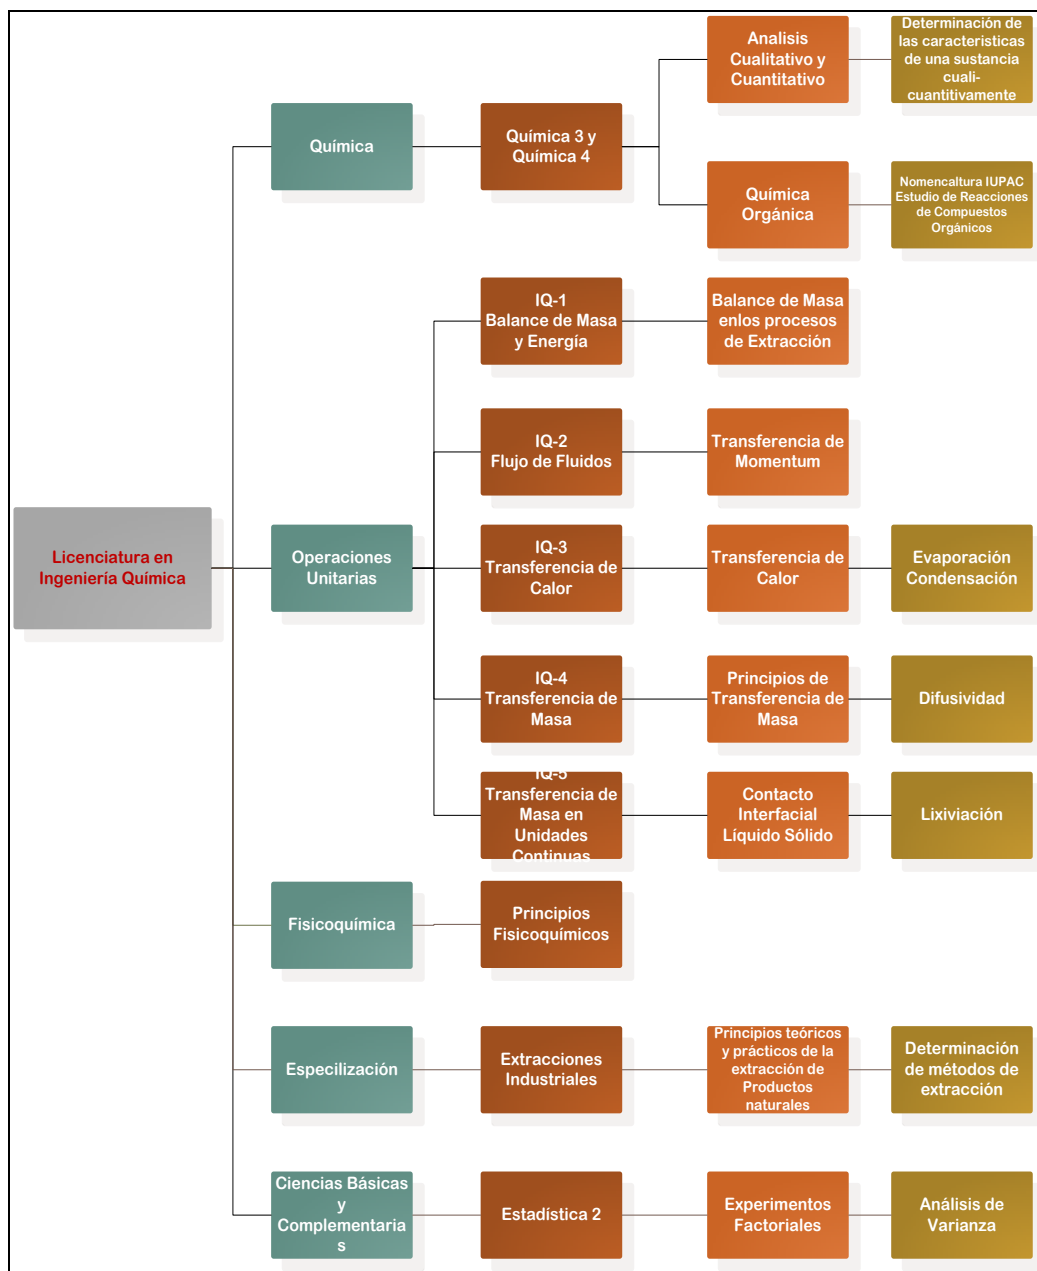 Analisis
Cualitativo y
Cuantitativo
Determinación de
las caracteristicas
de una sustancia
cuali-
cuantitivamente
Química
Química 3 y
Química 4
Química
Orgánica
Nomencaltura IUPAC
Estudio de Reacciones
de Compuestos
Orgánicos
IQ-1
Balance de Masa
y Energía
Balance de Masa
enlos procesos
de Extracción
IQ-2
Flujo de Fluidos
Transferencia de
Momentum
Licenciatura en
Ingeniería Química
Operaciones
Unitarias
IQ-3
Transferencia de
Calor
Transferencia de
Calor
Evaporación
Condensación
IQ-4
Transferencia de
Masa
Principios de
Transferencia de
Masa
Difusividad
IQ-5
Transferencia de
Masa en
Unidades
Continuas
Contacto
Interfacial
Líquido Sólido
Lixiviación
Fisicoquímica
Principios
Fisicoquímicos
Especilización
Extracciones
Industriales
Principios teóricos
y prácticos de la
extracción de
Productos
naturales
Determinación
de métodos de
extracción
Ciencias Básicas
y
Complementaria
s
Estadística 2
Experimentos
Factoriales
Análisis de
Varianza